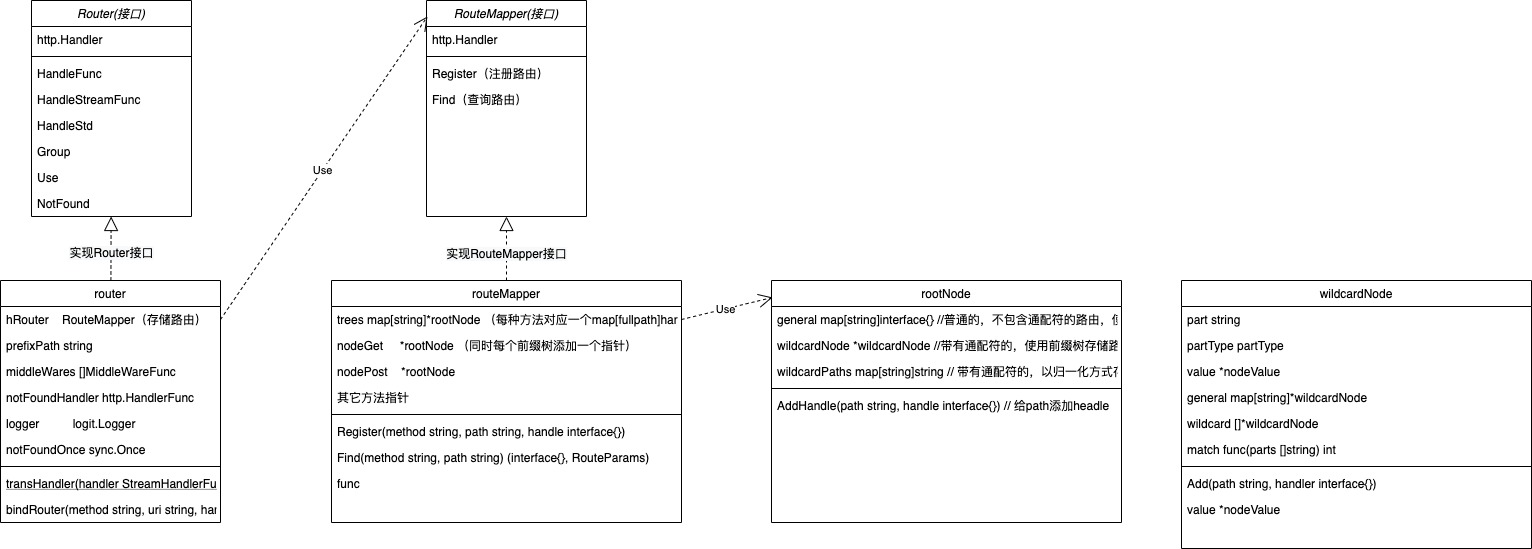 Router(接口)
http.Handler
HandleFunc
HandleStreamFunc
HandleStd
Group
Use
NotFound
RouteMapper(接口)
http.Handler
Register（注册路由）
Find（查询路由）
Use
实现Router接口
实现RouteMapper接口
router
hRouter RouteMapper（存储路由）
prefixPath string
middleWares []MiddleWareFunc
notFoundHandler http.HandlerFunc
logger logit.Logger
notFoundOnce sync.Once
transHandler(handler StreamHandlerFu
bindRouter(method string, uri string, har
routeMapper
trees map[string]*rootNode （每种方法对应一个map[fullpath]har
nodeGet *rootNode （同时每个前缀树添加一个指针）
nodePost *rootNode
其它方法指针
Register(method string, path string, handle interface{})
Find(method string, path string) (interface{}, RouteParams)
func
Use
rootNode
general map[string]interface{} //普通的，不包含通配符的路由，
wildcardNode *wildcardNode //带有通配符的，使用前缀树存储路
wildcardPaths map[string]string // 带有通配符的，以归一化方式存
AddHandle(path string, handle interface{}) // 给path添加headle
wildcardNode
part string
partType partType
value *nodeValue
general map[string]*wildcardNode
wildcard []*wildcardNode
match func(parts []string) int
Add(path string, handler interface{})
value *nodeValue